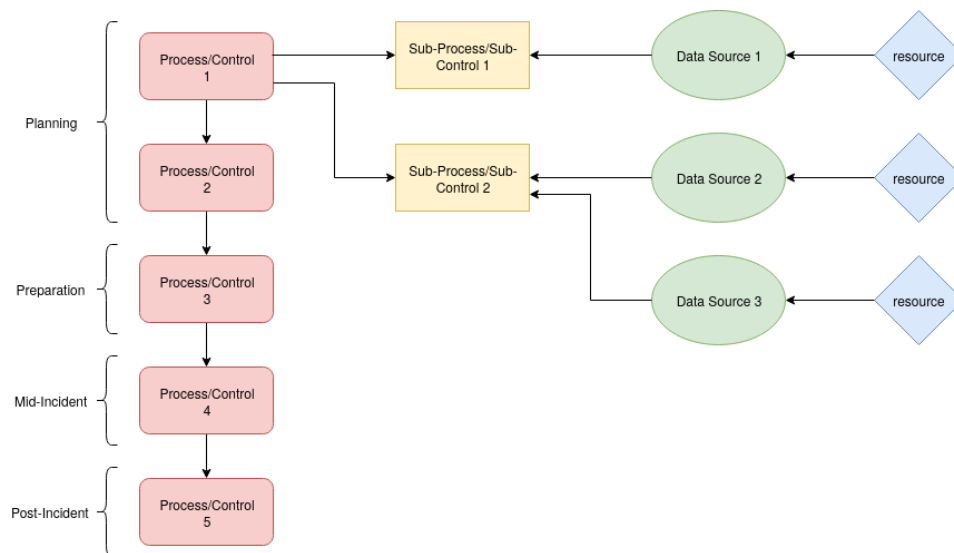 Planning
Process/Control
1
Sub-Process/Sub-
Control 1
Data Source 1
resource
Process/Control
2
Sub-Process/Sub-
Control 2
Data Source 2
resource
Preparation
Process/Control
3
Data Source 3
resource
Mid-Incident
Process/Control
4
Post-Incident
Process/Control
5